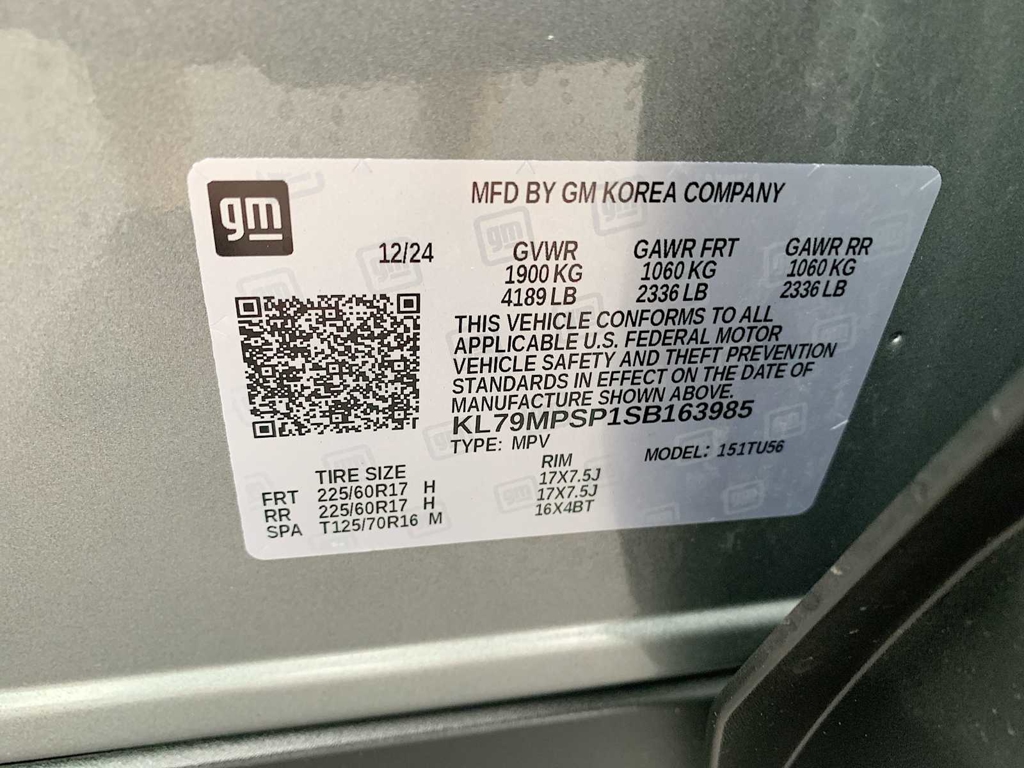 gm
MFD BY GM KOREA COMPANY
12/24 GVWR GAWR FRT GAWR RR
1900 KG 1060 KG 1060 KG
4189 LB 2336 LB 2336 LB
THIS VEHICLE CONFORMS TO ALL
APPLICABLE U.S. FEDERAL MOTOR
VEHICLE SAFETY AND THEFT PREVENTION
STANDARDS IN EFFECT ON THE DATE OF
MANUFACTURE SHOWN ABOVE.
KL79MPSP1SB163985
TYPE: MPV MODEL: 151TU56
TIRE SIZE RIM
FRT 225/60R17 H 17X7.5J
RR 225/60R17 H 17X7.5J
SPA T125/70R16 M 16X4BT